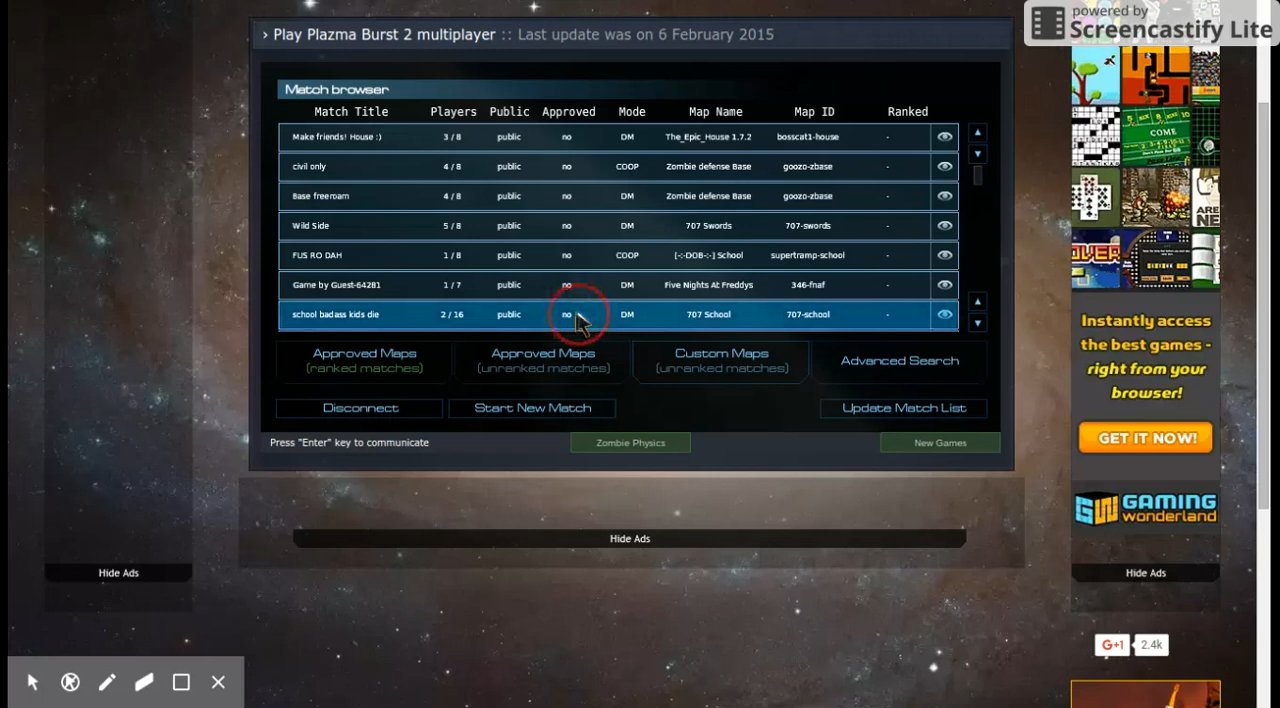 powered by
Screencastify Lite
› Play Plazma Burst 2 multiplayer :: Last update was on 6 February 2015
Match browser
Match Title Players Public Approved Mode Map Name Map ID Ranked
Make friends! House :) 3 / 8 public no DM The_Epic_House 1.7.2 bosscat1-house -
civil only 4 / 8 public no COOP Zombie defense Base goozo-zbase -
Base freeroam 4 / 8 public no DM Zombie defense Base goozo-zbase -
Wild Side 5 / 8 public no DM 707 Swords 707-swords -
FUS RO DAH 1 / 8 public no COOP [-:-DOB-:-] School supertramp-school -
Game by Guest-64281 1 / 7 public no DM Five Nights At Freddys 346-fnaf -
school badass kids die 2 / 16 public no DM 707 School 707-school -
Approved Maps
(ranked matches)
Approved Maps
(unranked matches)
Custom Maps
(unranked matches)
Advanced Search
Disconnect
Start New Match
Update Match List
Press "Enter" key to communicate
Zombie Physics
New Games
Hide Ads
Hide Ads
COME
ARE
NE
OVER
Instantly access
the best games -
right from your
browser!
GET IT NOW!
GW GAMING
wonderland
Hide Ads
G+1 2.4k